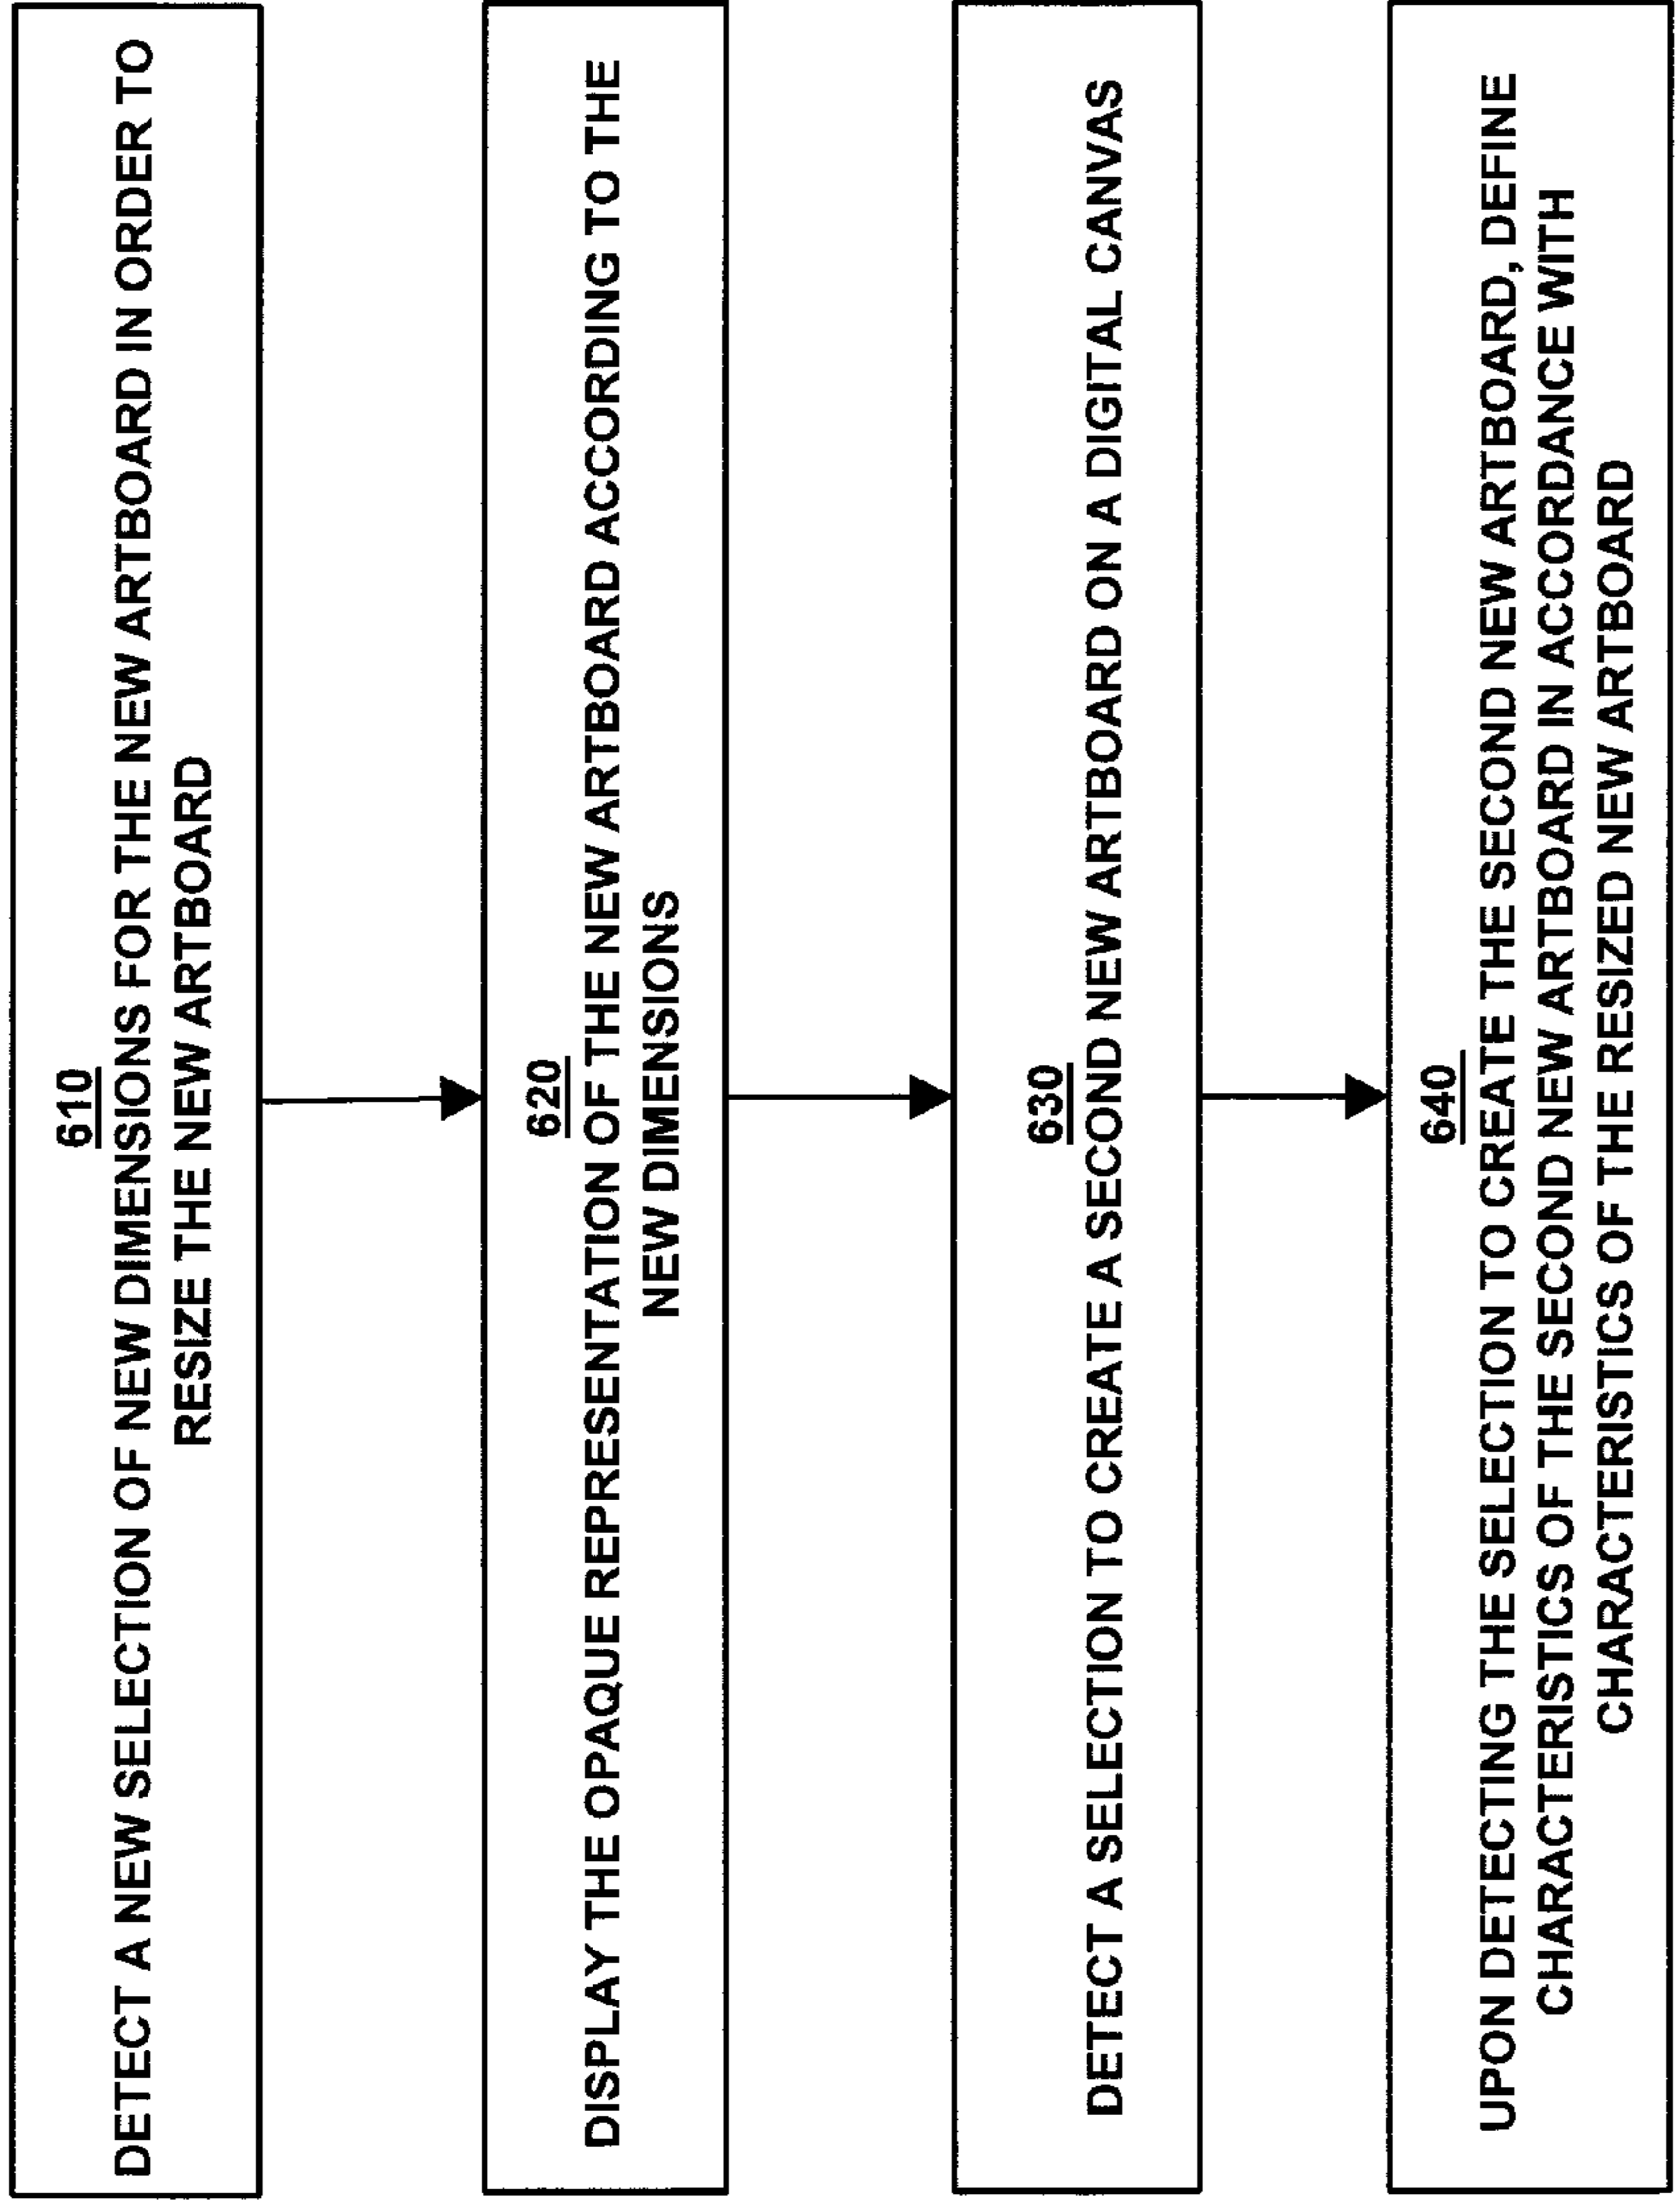 610
DETECT A NEW SELECTION OF NEW DIMENSIONS FOR THE NEW ARTBOARD IN ORDER TO
RESIZE THE NEW ARTBOARD
620
DISPLAY THE OPAQUE REPRESENTATION OF THE NEW ARTBOARD ACCORDING TO THE
NEW DIMENSIONS
630
DETECT A SELECTION TO CREATE A SECOND NEW ARTBOARD ON A DIGITAL CANVAS
640
UPON DETECTING THE SELECTION TO CREATE THE SECOND NEW ARTBOARD, DEFINE
CHARACTERISTICS OF THE SECOND NEW ARTBOARD IN ACCORDANCE WITH
CHARACTERISTICS OF THE RESIZED NEW ARTBOARD